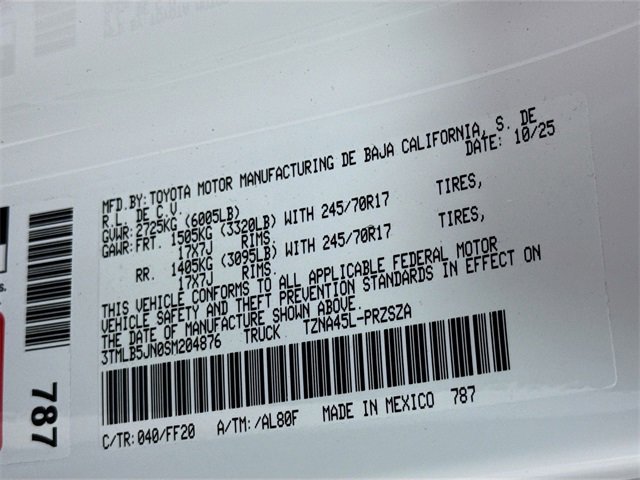 MFD.BY:TOYOTA MOTOR MANUFACTURING DE BAJA CALIFORNIA, S. DE
R.L. DE C.V. DATE: 10/25
GVWR:2725KG (6005LB)
GAWR:FRT. 1505KG (3320LB) WITH 245/70R17 TIRES,
17X7J RIMS.
RR. 1405KG (3095LB) WITH 245/70R17 TIRES,
17X7J RIMS.
THIS VEHICLE CONFORMS TO ALL APPLICABLE FEDERAL MOTOR
VEHICLE SAFETY AND THEFT PREVENTION STANDARDS IN EFFECT ON
THE DATE OF MANUFACTURE SHOWN ABOVE.
3TMLB5JN0SM204876 TRUCK TZNA45L-PRZSZA
C/TR:040/FF20 A/TM:/AL80F MADE IN MEXICO 787
787
s.